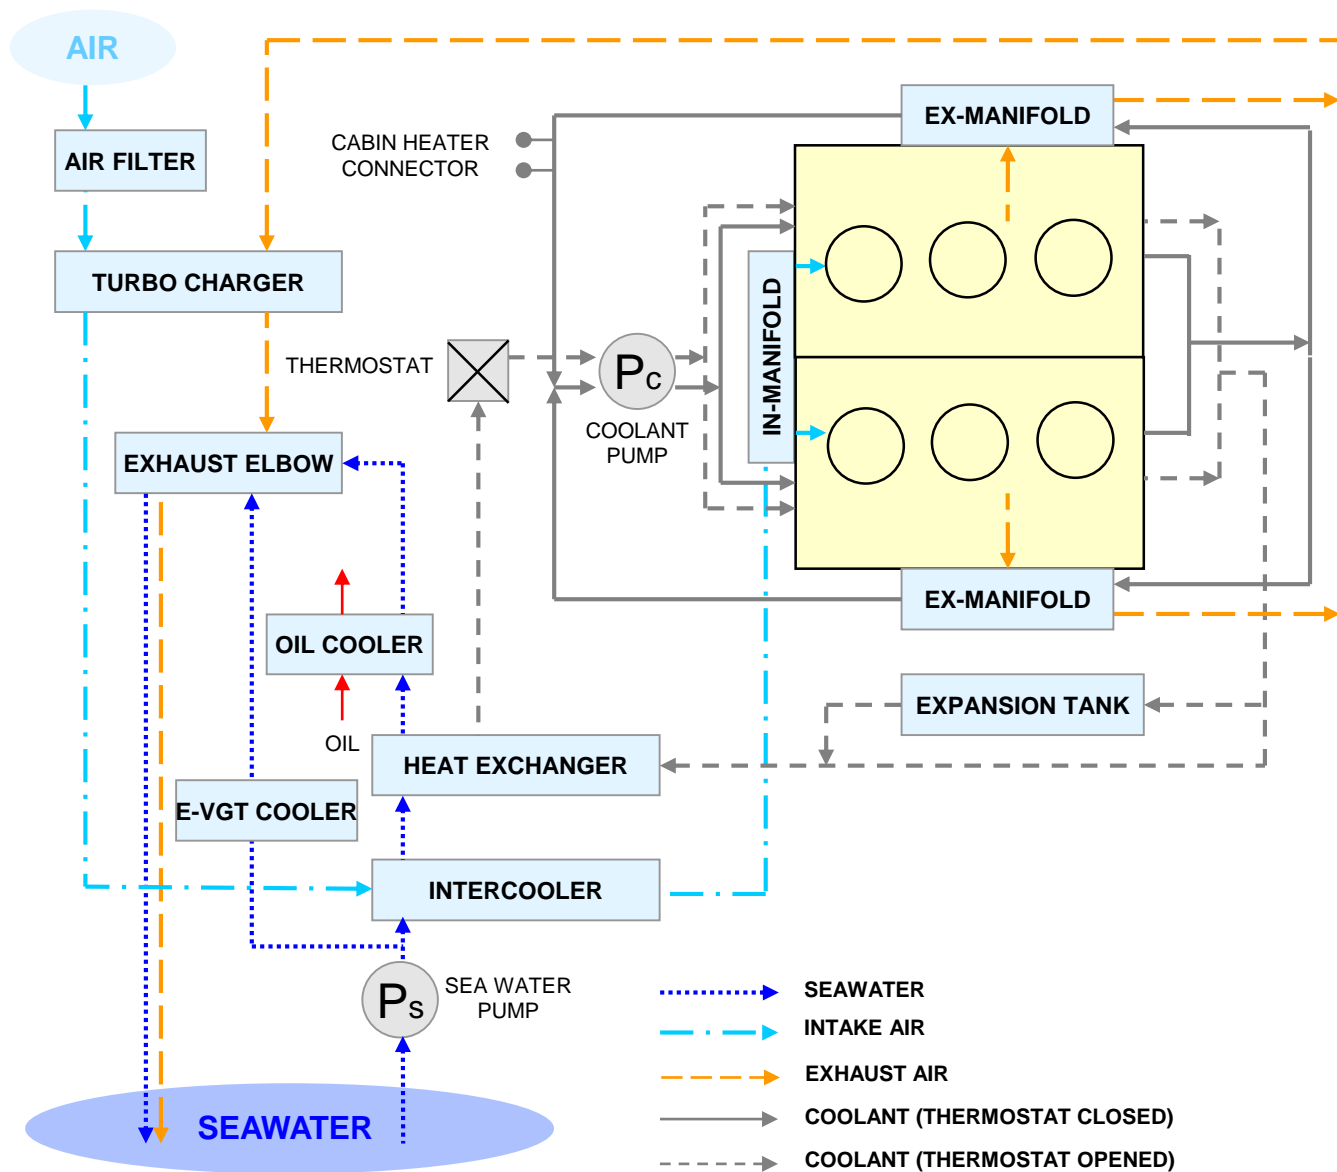 AIR
AIR FILTER
TURBO CHARGER
CABIN HEATER
CONNECTOR
EX-MANIFOLD
THERMOSTAT
Pc
COOLANT
PUMP
IN-MANIFOLD
EXHAUST ELBOW
EX-MANIFOLD
OIL COOLER
OIL
EXPANSION TANK
HEAT EXCHANGER
E-VGT COOLER
INTERCOOLER
Ps
SEA WATER
PUMP
SEAWATER
SEAWATER
INTAKE AIR
EXHAUST AIR
COOLANT (THERMOSTAT CLOSED)
COOLANT (THERMOSTAT OPENED)